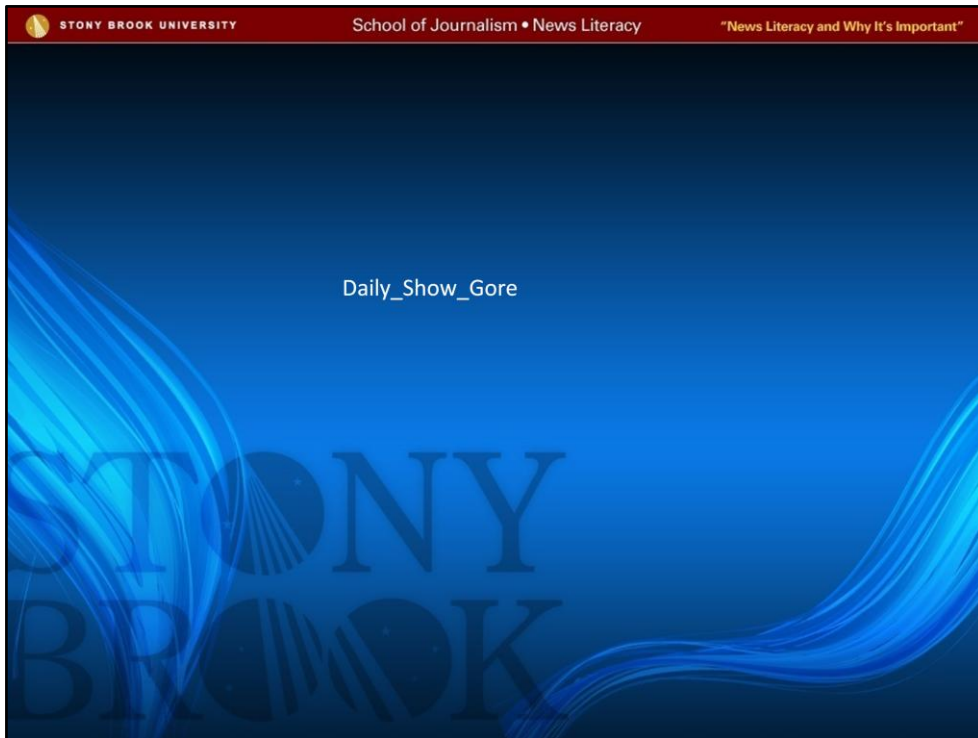 STONY BROOK UNIVERSITY School of Journalism • News Literacy "News Literacy and Why It's Important"
Daily_Show_Gore
STONY
BROOK